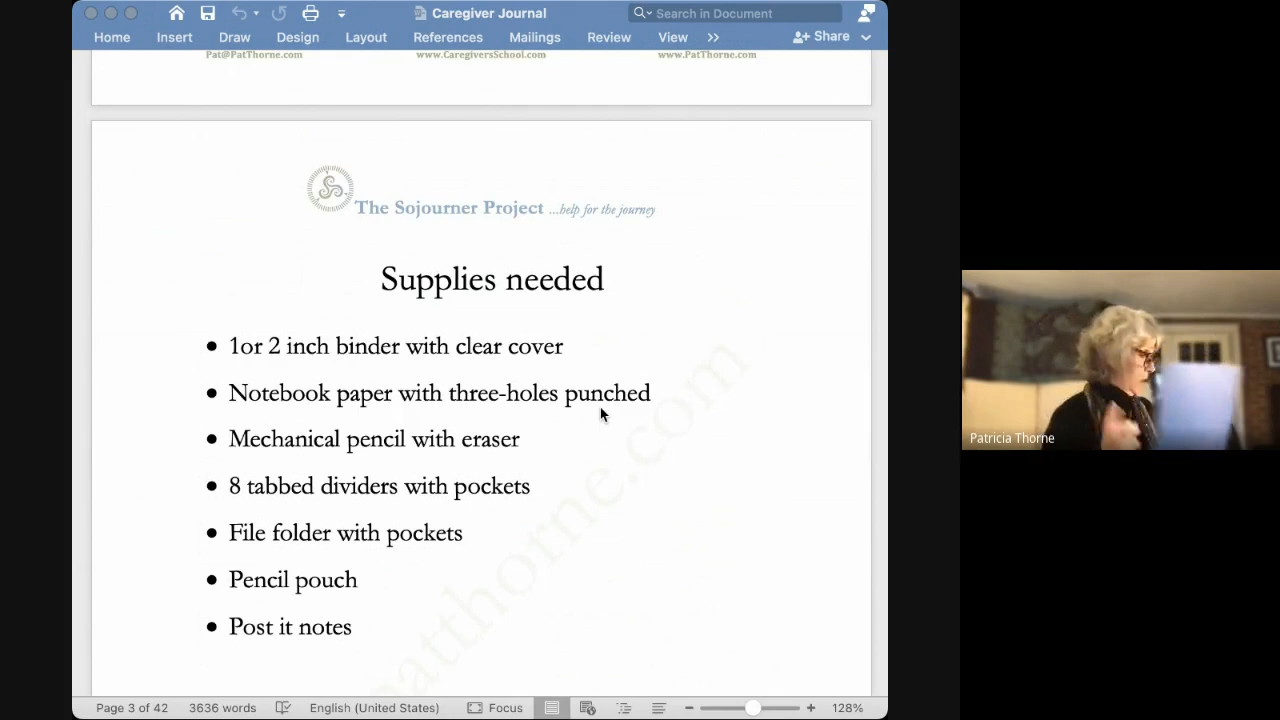 Caregiver Journal
Search in Document
Home Insert Draw Design Layout References Mailings Review View >> Share
Pat@PatThorne.com www.CaregiversSchool.com www.PatThorne.com
The Sojourner Project ...help for the journey
Supplies needed
• 1or 2 inch binder with clear cover
• Notebook paper with three-holes punched
• Mechanical pencil with eraser
• 8 tabbed dividers with pockets
• File folder with pockets
• Pencil pouch
• Post it notes
patthorne.com
Page 3 of 42 3636 words English (United States) Focus 128%
Patricia Thorne